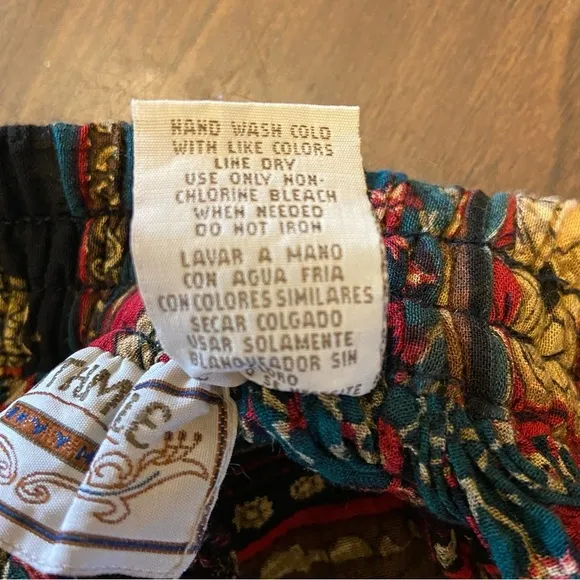 HAND WASH COLD
WITH LIKE COLORS
LINE DRY
USE ONLY NON-
CHLORINE BLEACH
WHEN NEEDED
DO NOT IRON
LAVAR A MANO
CON AGUA FRIA
CON COLORES SIMILARES
SECAR COLGADO
USAR SOLAMENTE
BLANQUEADOR SIN